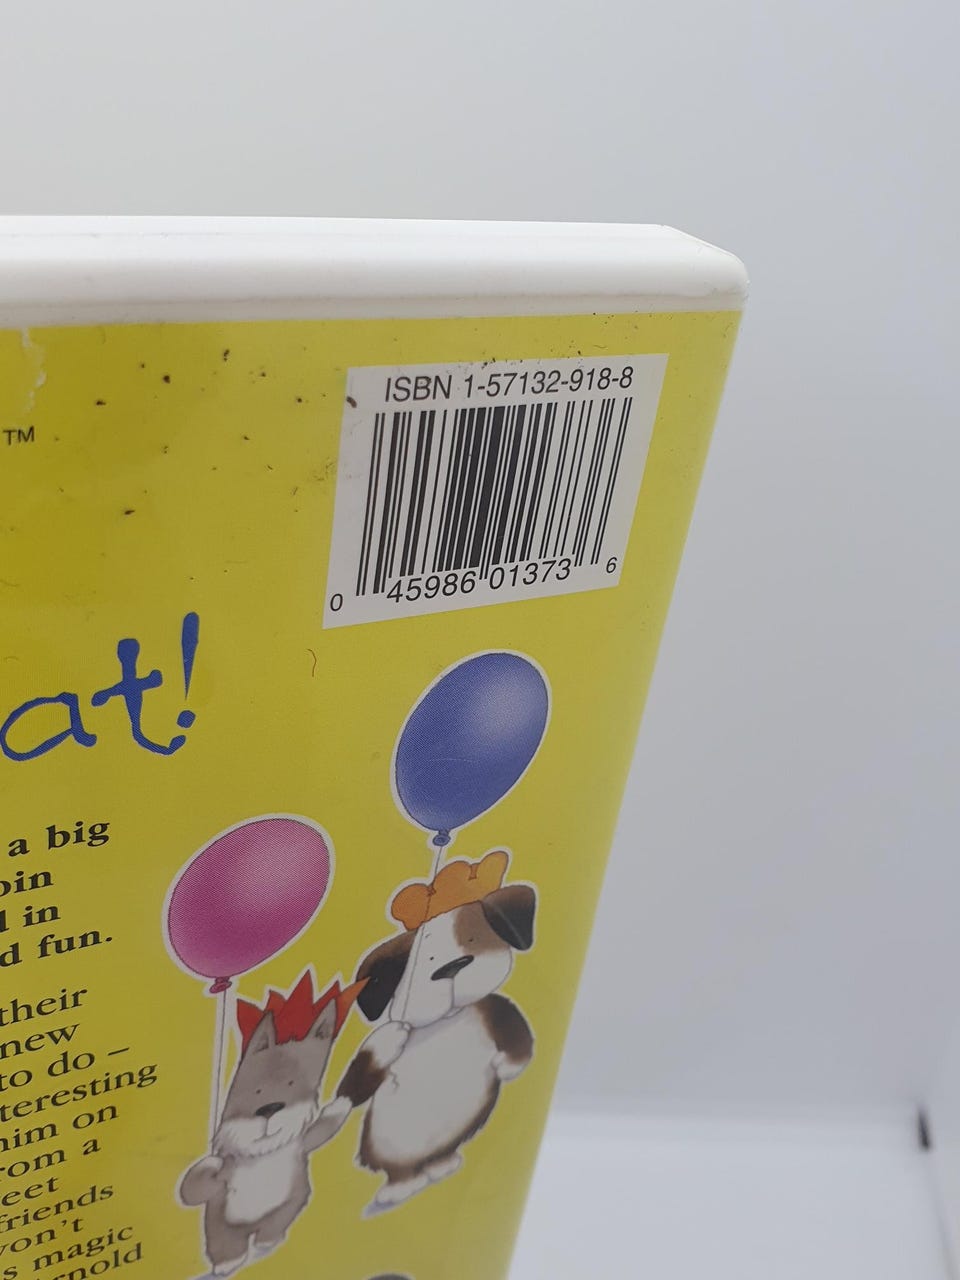 ISBN 1-57132-918-8
0 45986 01373 6
TM
at!
a big
oin
d in
d fun.
their
new
to do –
teresting
him on
rom a
eet
friends
von't
s magic
rnold